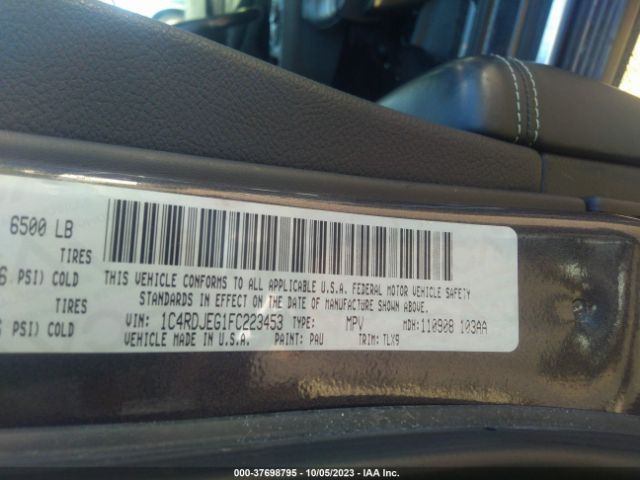 6500 LB
TIRES
6 PSI) COLD
TIRES
PSI) COLD
THIS VEHICLE CONFORMS TO ALL APPLICABLE U.S.A. FEDERAL MOTOR VEHICLE SAFETY
STANDARDS IN EFFECT ON THE DATE OF MANUFACTURE SHOWN ABOVE.
VIN: 1C4RDJEG1FC223453 TYPE: MPV MDH:110908 103AA
VEHICLE MADE IN U.S.A. PAINT: PAU TRIM: TLX9
000-37698795 - 10/05/2023 - IAA Inc.